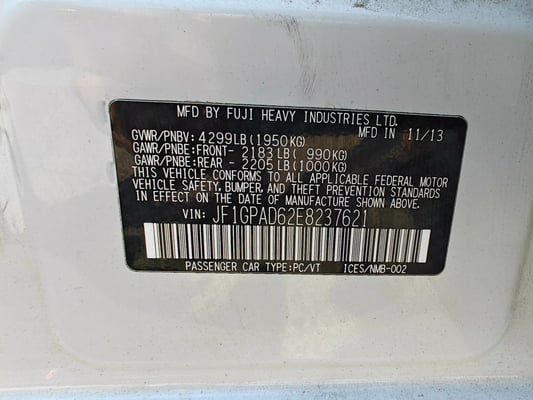 MFD BY FUJI HEAVY INDUSTRIES LTD.
GVWR/PNBV: 4299LB(1950KG) MFD IN 11/13
GAWR/PNBE:FRONT- 2183LB( 990KG)
GAWR/PNBE:REAR - 2205LB(1000KG)
THIS VEHICLE CONFORMS TO ALL APPLICABLE FEDERAL MOTOR
VEHICLE SAFETY, BUMPER, AND THEFT PREVENTION STANDARDS
IN EFFECT ON THE DATE OF MANUFACTURE SHOWN ABOVE.
VIN: JF1GPAD62E8237621
PASSENGER CAR TYPE:PC/VT ICES/NMB-002